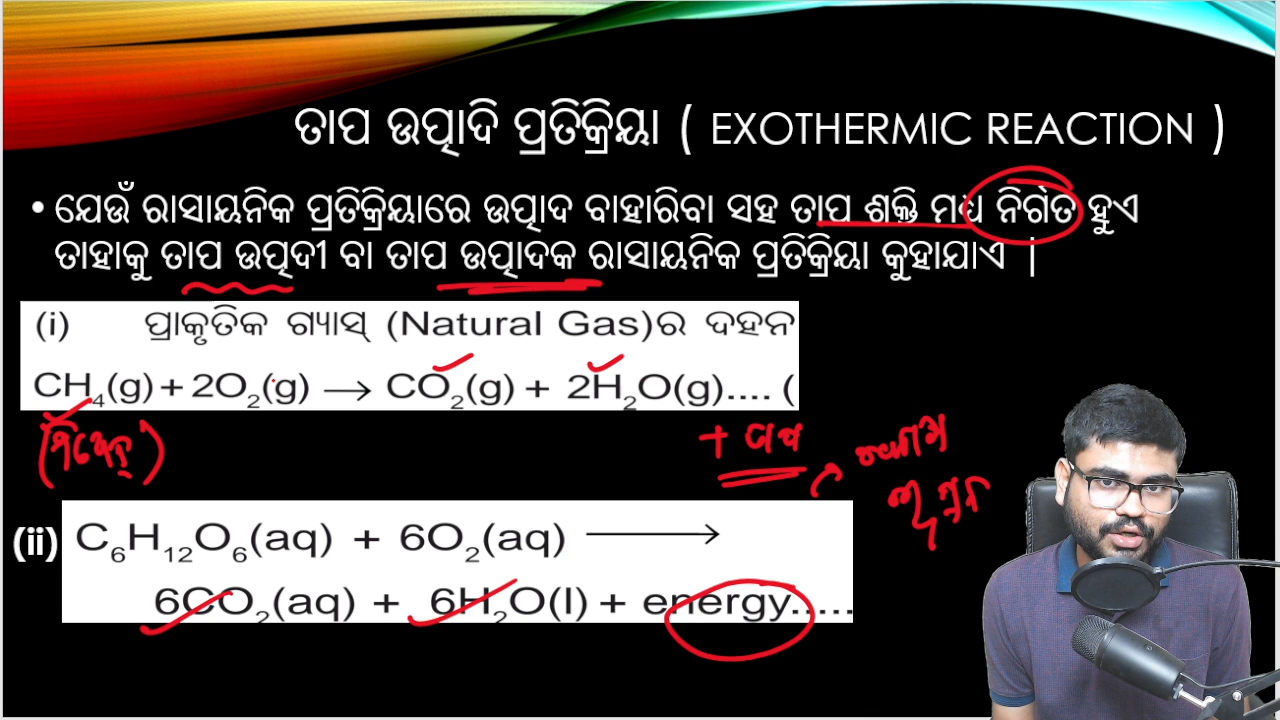 ତାପ ଉତ୍ପାଦି ପ୍ରତିକ୍ରିୟା ( EXOTHERMIC REACTION )
• ଯେଉଁ ରାସାୟନିକ ପ୍ରତିକ୍ରିୟାରେ ଉତ୍ପାଦ ବାହାରିବା ସହ ତାପ ଶକ୍ତି ମଧ୍ୟ ନିର୍ଗତ ହୁଏ
ତାହାକୁ ତାପ ଉତ୍ପଦୀ ବା ତାପ ଉତ୍ପାଦକ ରାସାୟନିକ ପ୍ରତିକ୍ରିୟା କୁହାଯାଏ |
(i) ପ୍ରାକୃତିକ ଗ୍ୟାସ୍ (Natural Gas)ର ଦହନ
CH₄(g) + 2O₂(g) → CO₂(g) + 2H₂O(g).... (
+ ତାପ
(ii) C₆H₁₂O₆(aq) + 6O₂(aq) ⟶
6CO₂(aq) + 6H₂O(l) + energy.....